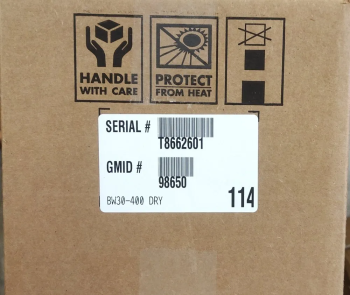 HANDLE
WITH CARE
PROTECT
FROM HEAT
SERIAL #
T8662601
GMID #
98650
BW30-400 DRY
114